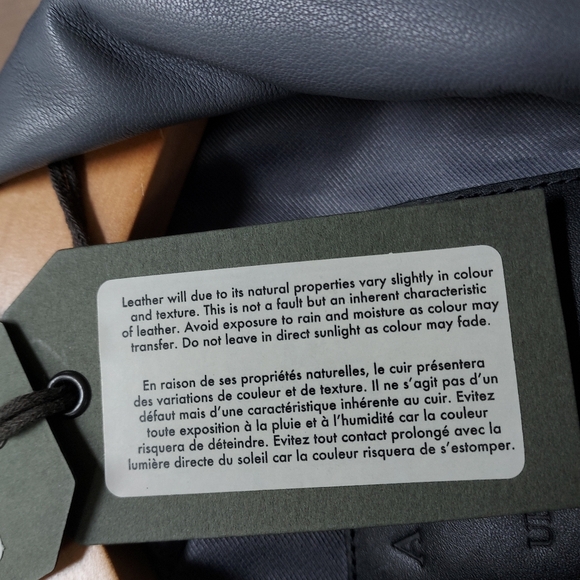 Leather will due to its natural properties vary slightly in colour
and texture. This is not a fault but an inherent characteristic
of leather. Avoid exposure to rain and moisture as colour may
transfer. Do not leave in direct sunlight as colour may fade.
En raison de ses propriétés naturelles, le cuir présentera
des variations de couleur et de texture. Il ne s'agit pas d'un
défaut mais d'une caractéristique inhérente au cuir. Evitez
toute exposition à la pluie et à l'humidité car la couleur
risquera de déteindre. Evitez tout contact prolongé avec la
lumière directe du soleil car la couleur risquera de s'estomper.
A